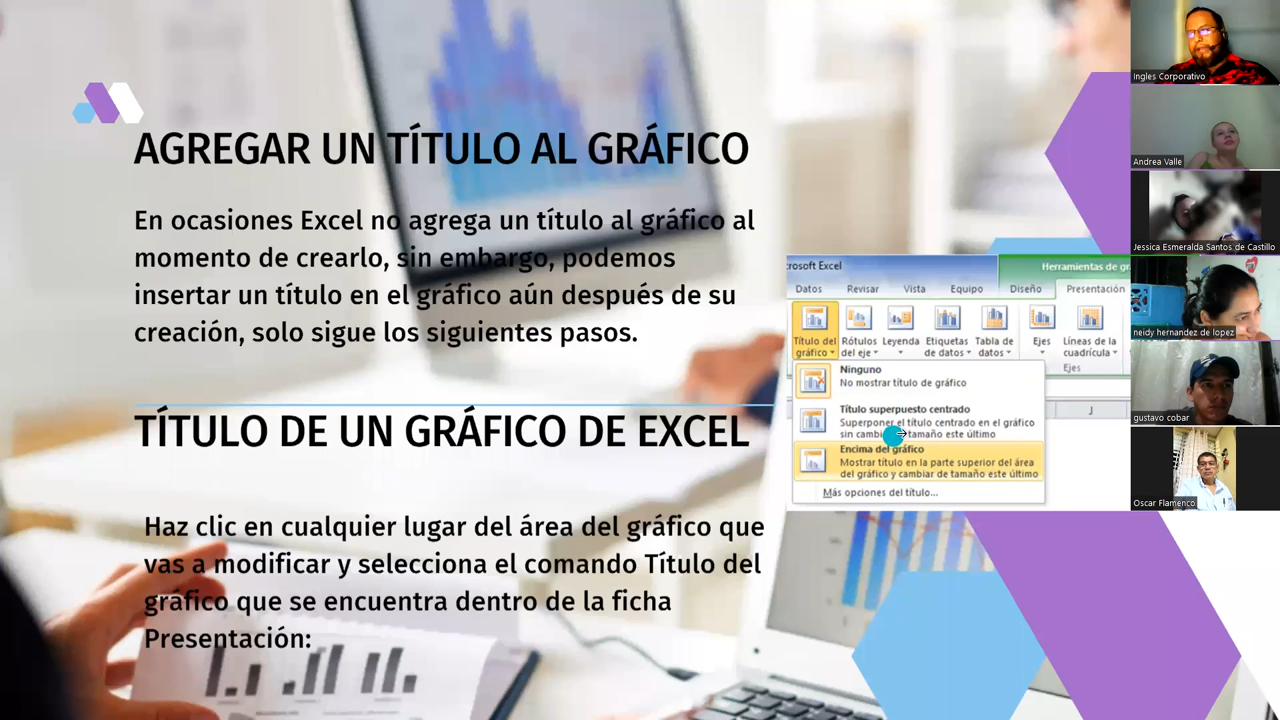 AGREGAR UN TÍTULO AL GRÁFICO
En ocasiones Excel no agrega un título al gráfico al
momento de crearlo, sin embargo, podemos
insertar un título en el gráfico aún después de su
creación, solo sigue los siguientes pasos.
TÍTULO DE UN GRÁFICO DE EXCEL
Haz clic en cualquier lugar del área del gráfico que
vas a modificar y selecciona el comando Título del
gráfico que se encuentra dentro de la ficha
Presentación:
crosoft Excel
Herramientas de gr
Datos Revisar Vista Equipo Diseño Presentación
Título del gráfico
Rótulos del eje
Leyenda
Etiquetas de datos
Tabla de datos
Ejes
Líneas de la cuadrícula
Ejes
Ninguno
No mostrar título de gráfico
Título superpuesto centrado
Superponer el título centrado en el gráfico
sin tamaño este último
Encima del gráfico
Mostrar título en la parte superior del área
del gráfico y cambiar de tamaño este último
Más opciones del título...
J
Ingles Corporativo
Andrea Valle
Jessica Esmeralda Santos de Castillo
neidy hernandez de lopez
gustavo cobar
Oscar Flamenco